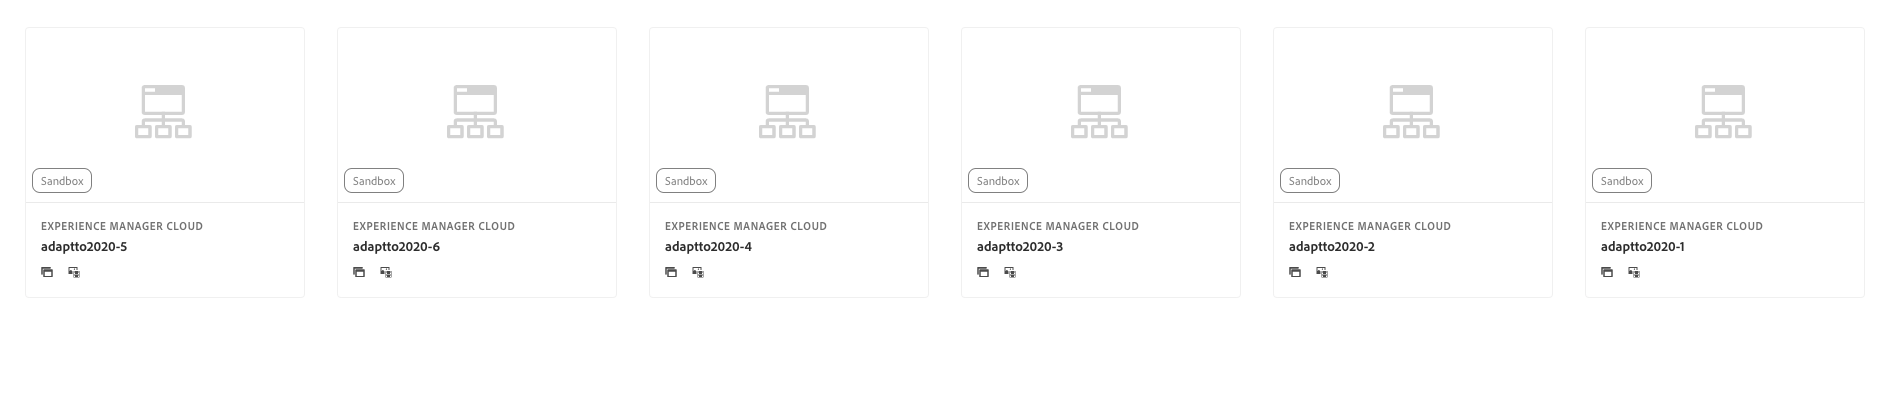 Sandbox
EXPERIENCE MANAGER CLOUD
adaptto2020-5
Sandbox
EXPERIENCE MANAGER CLOUD
adaptto2020-6
Sandbox
EXPERIENCE MANAGER CLOUD
adaptto2020-4
Sandbox
EXPERIENCE MANAGER CLOUD
adaptto2020-3
Sandbox
EXPERIENCE MANAGER CLOUD
adaptto2020-2
Sandbox
EXPERIENCE MANAGER CLOUD
adaptto2020-1